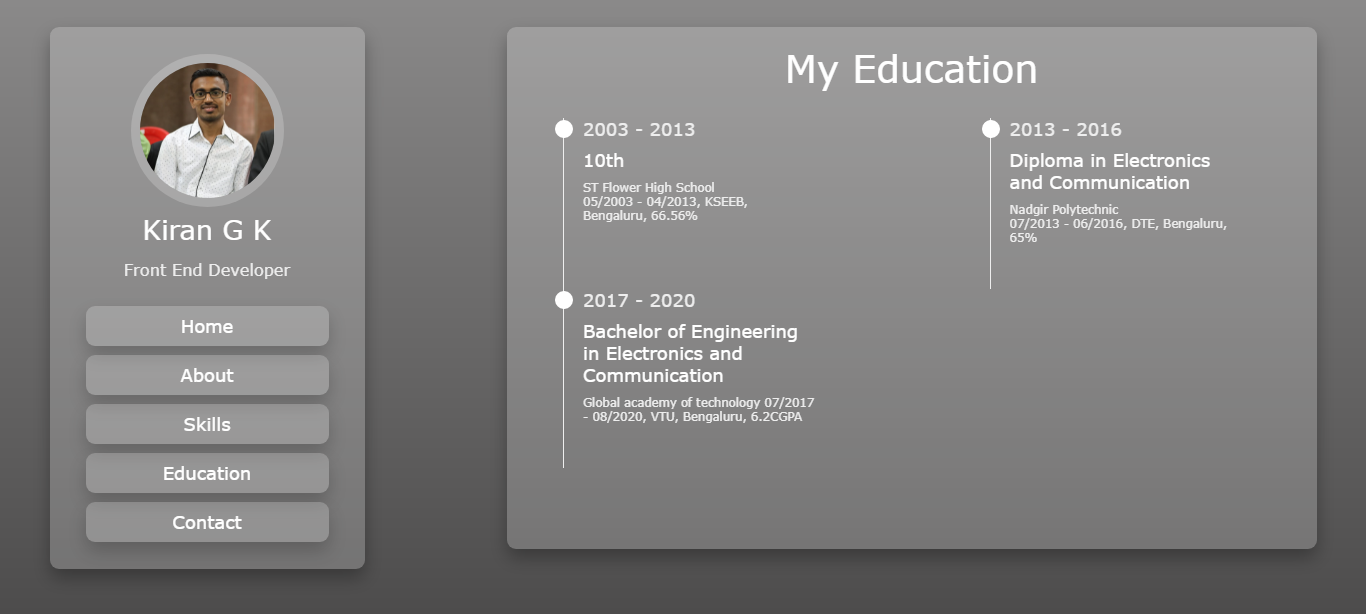 Kiran G K
Front End Developer
Home
About
Skills
Education
Contact
My Education
2003 - 2013
10th
ST Flower High School
05/2003 - 04/2013, KSEEB,
Bengaluru, 66.56%
2013 - 2016
Diploma in Electronics
and Communication
Nadgir Polytechnic
07/2013 - 06/2016, DTE, Bengaluru,
65%
2017 - 2020
Bachelor of Engineering
in Electronics and
Communication
Global academy of technology 07/2017
- 08/2020, VTU, Bengaluru, 6.2CGPA